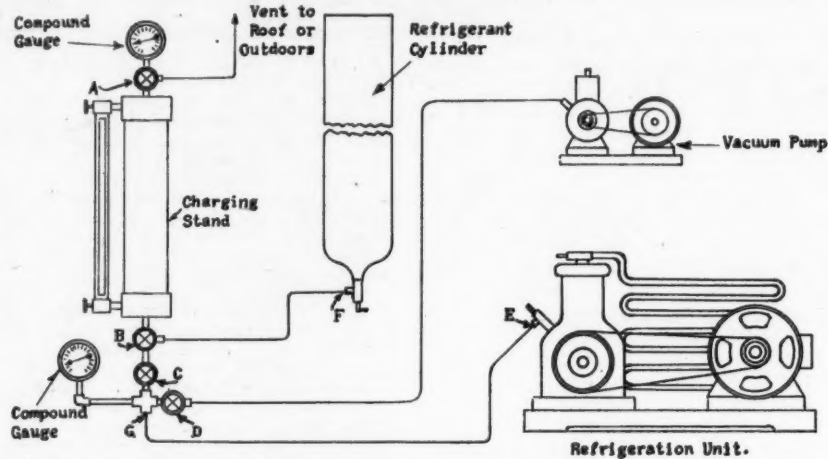 Compound
Gauge
A
Vent to
Roof or
Outdoors
Refrigerant
Cylinder
Vacuum Pump
Charging
Stand
F
E
B
C
Compound
Gauge
G
D
Refrigeration Unit.